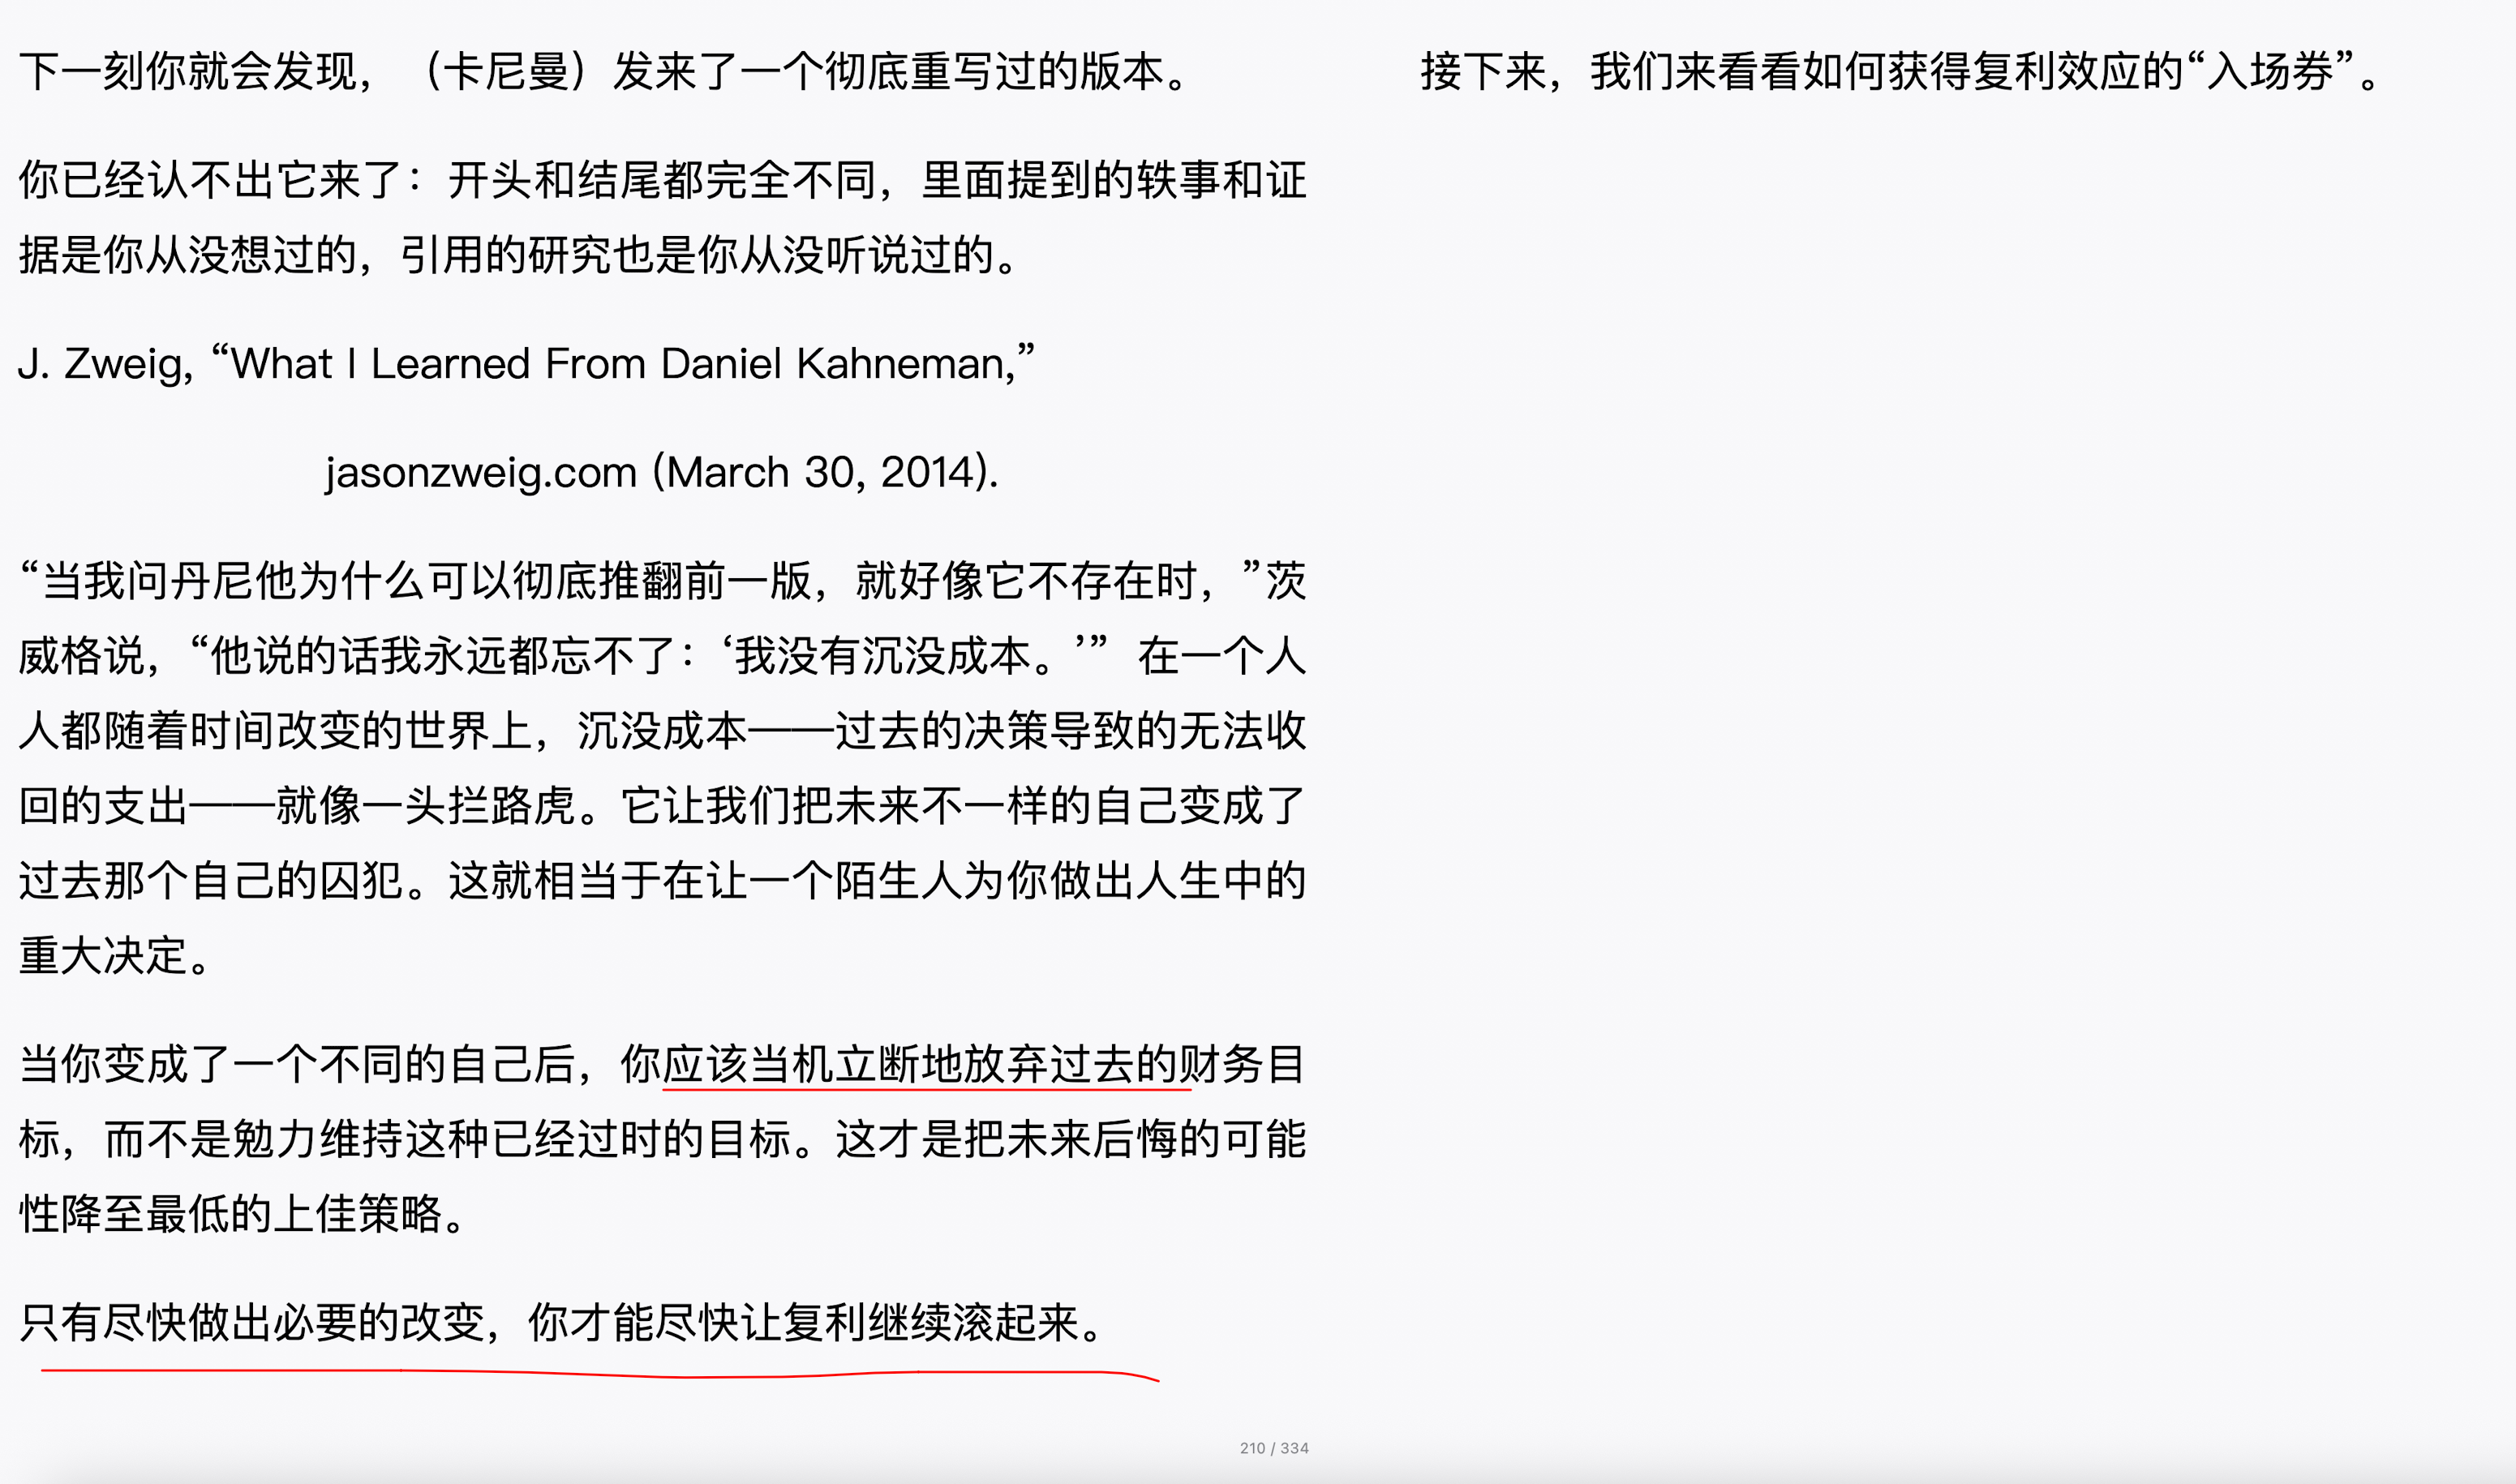 下一刻你就会发现，（卡尼曼）发来了一个彻底重写过的版本。
你已经认不出它来了：开头和结尾都完全不同，里面提到的轶事和证
据是你从没想过的，引用的研究也是你从没听说过的。
J. Zweig, “What I Learned From Daniel Kahneman,”
jasonzweig.com (March 30, 2014).
“当我问丹尼他为什么可以彻底推翻前一版，就好像它不存在时，”茨
威格说，“他说的话我永远都忘不了：‘我没有沉没成本。’” 在一个人
人都随着时间改变的世界上，沉没成本——过去的决策导致的无法收
回的支出——就像一头拦路虎。它让我们把未来不一样的自己变成了
过去那个自己的囚犯。这就相当于在让一个陌生人为你做出人生中的
重大决定。
当你变成了一个不同的自己后，你应该当机立断地放弃过去的财务目
标，而不是勉力维持这种已经过时的目标。这才是把未来后悔的可能
性降至最低的上佳策略。
只有尽快做出必要的改变，你才能尽快让复利继续滚起来。
接下来，我们来看看如何获得复利效应的“入场券”。
210 / 334